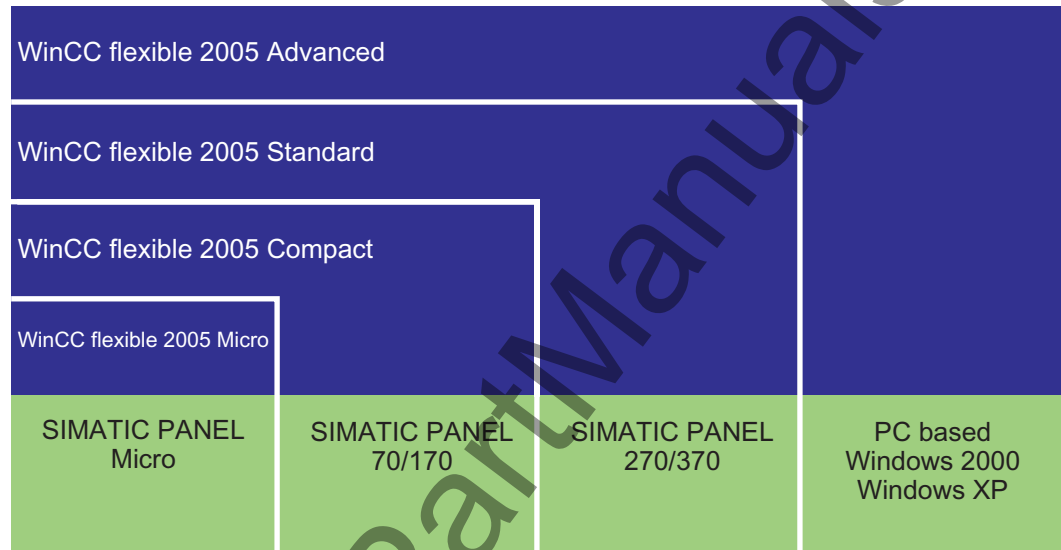 WinCC flexible 2005 Advanced
WinCC flexible 2005 Standard
WinCC flexible 2005 Compact
WinCC flexible 2005 Micro
SIMATIC PANEL
Micro
SIMATIC PANEL
70/170
SIMATIC PANEL
270/370
PC based
Windows 2000
Windows XP